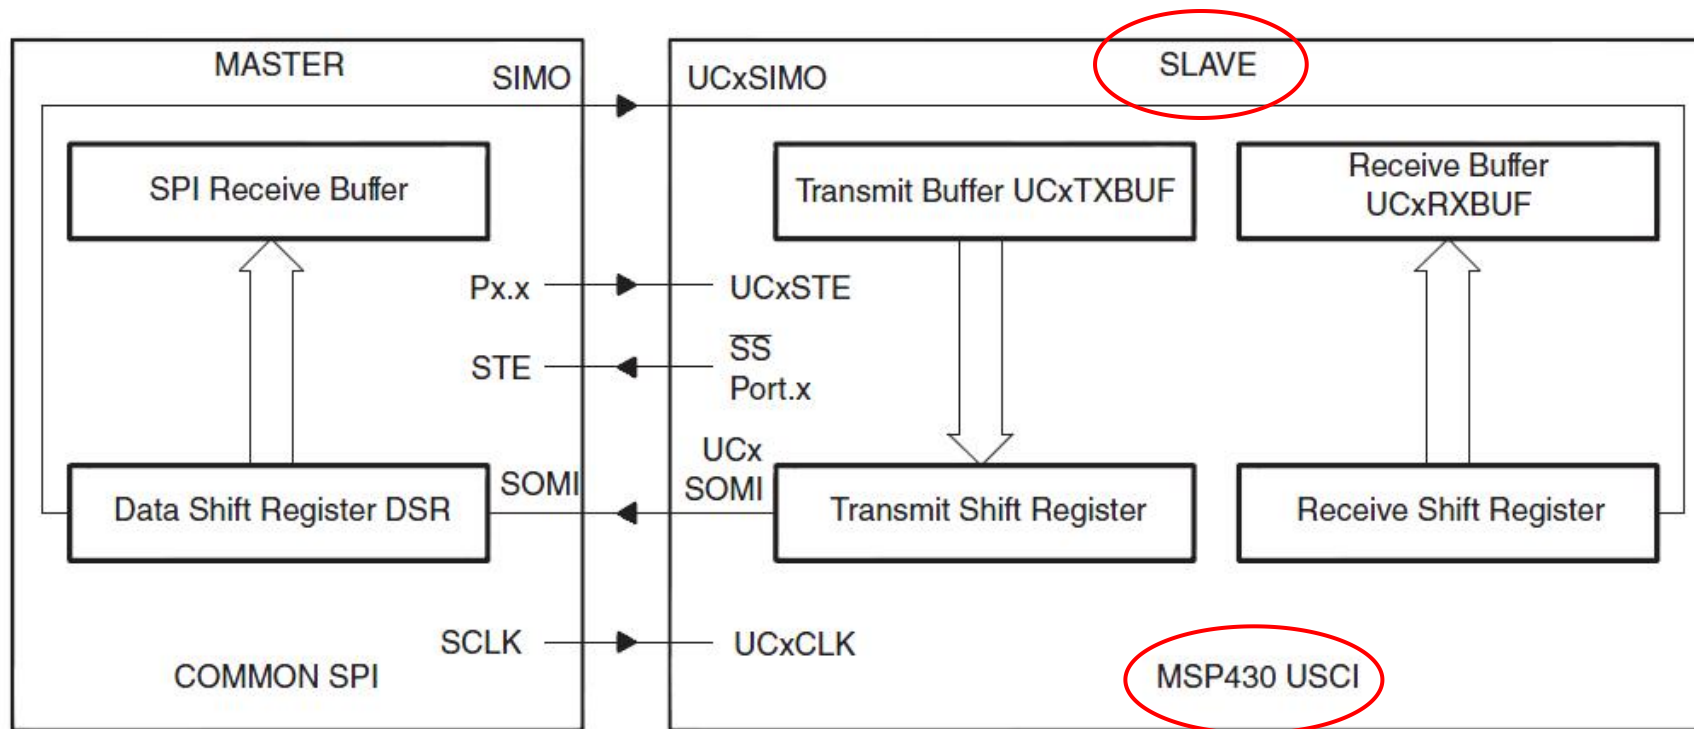 MASTER
SIMO
UCxSIMO
SLAVE
SPI Receive Buffer
Transmit Buffer UCxTXBUF
Receive Buffer
UCxRXBUF
Px.x
UCxSTE
STE
SS
Port.x
SOMI
UCx
SOMI
Data Shift Register DSR
Transmit Shift Register
Receive Shift Register
SCLK
UCxCLK
COMMON SPI
MSP430 USCI